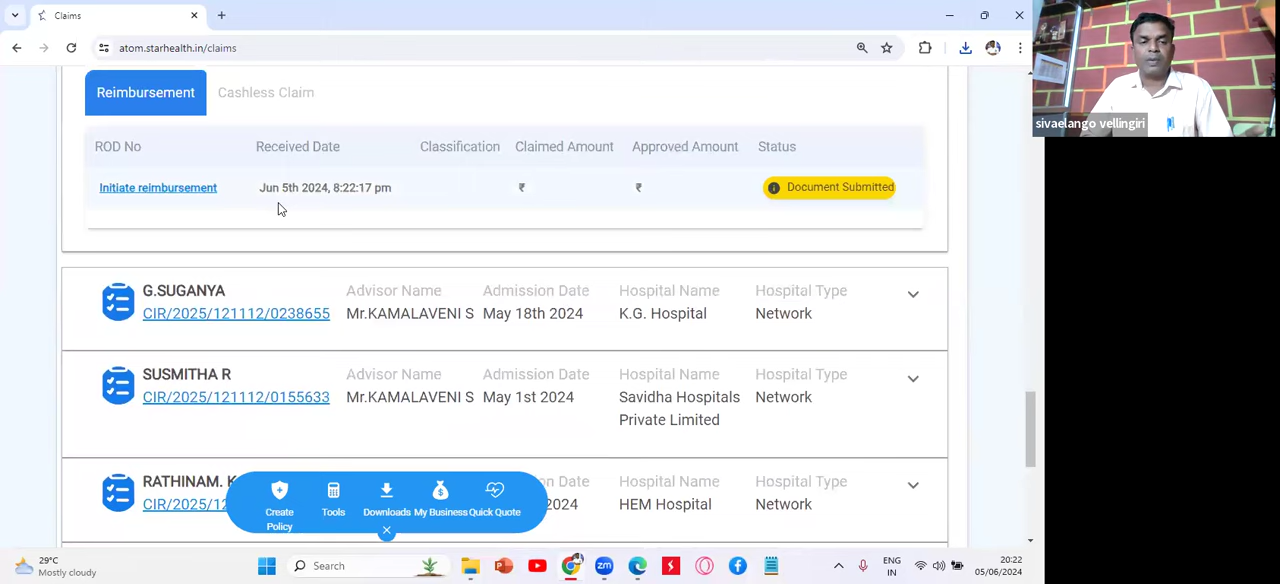 Claims
atom.starhealth.in/claims
sivaelango vellingiri
Reimbursement
Cashless Claim
ROD No
Received Date
Classification
Claimed Amount
Approved Amount
Status
Initiate reimbursement
Jun 5th 2024, 8:22:17 pm
₹
₹
Document Submitted
G.SUGANYA
Advisor Name
Admission Date
Hospital Name
Hospital Type
CIR/2025/121112/0238655
Mr.KAMALAVENI S
May 18th 2024
K.G. Hospital
Network
SUSMITHA R
Advisor Name
Admission Date
Hospital Name
Hospital Type
CIR/2025/121112/0155633
Mr.KAMALAVENI S
May 1st 2024
Savidha Hospitals
Private Limited
Network
RATHINAM.
Hospital Name
Hospital Type
2024
HEM Hospital
Network
Create
Policy
Tools
Downloads
My Business
Quick Quote
29°C
Mostly cloudy
Search
ENG
IN
20:22
05/06/2024